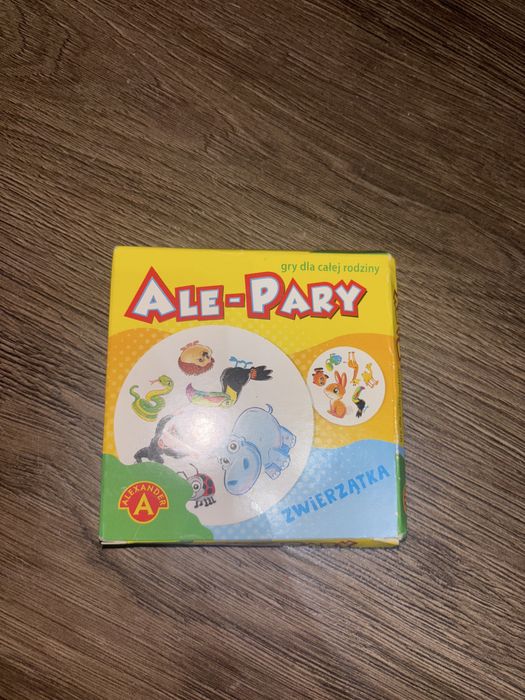 gry dla całej rodziny
ALE-PARY
ALEXANDER
A
ZWIERZĄTKA